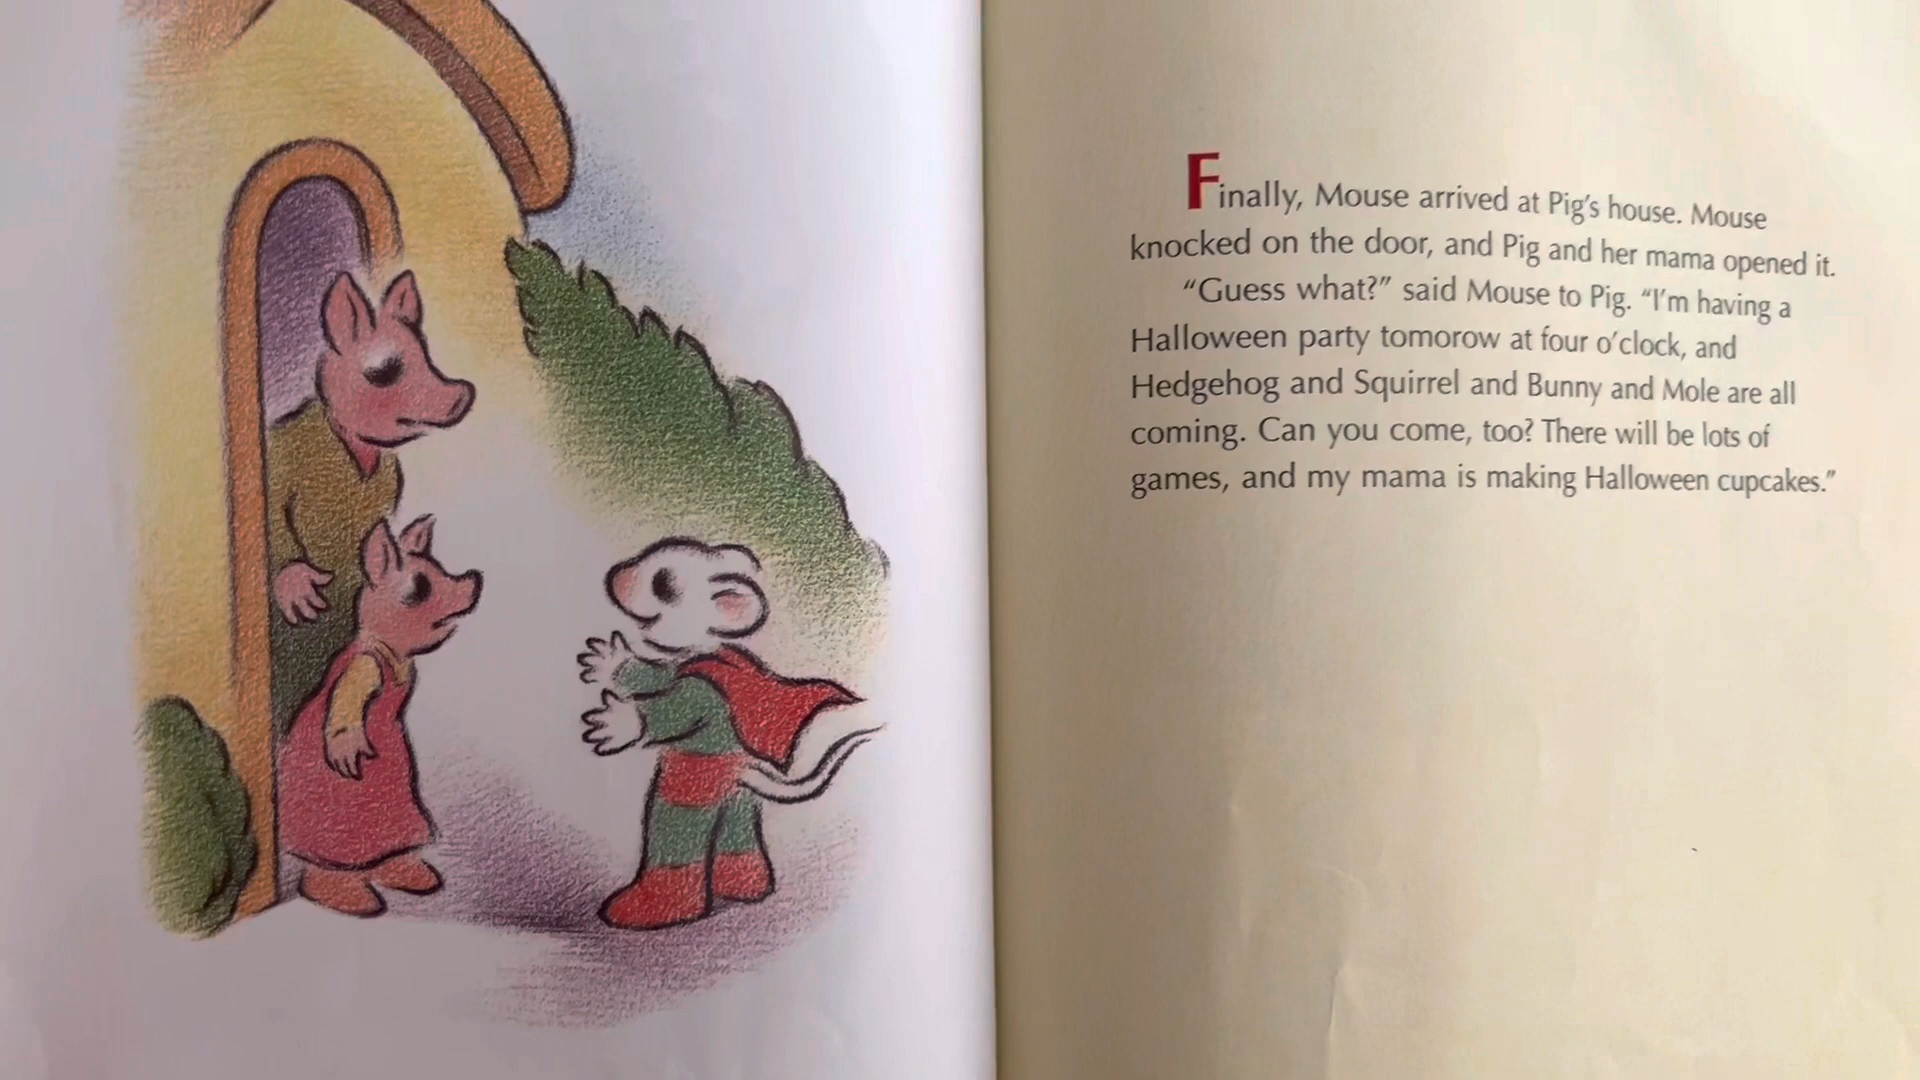 Finally, Mouse arrived at Pig's house. Mouse
knocked on the door, and Pig and her mama opened it.
“Guess what?” said Mouse to Pig. “I'm having a
Halloween party tomorow at four o'clock, and
Hedgehog and Squirrel and Bunny and Mole are all
coming. Can you come, too? There will be lots of
games, and my mama is making Halloween cupcakes.”